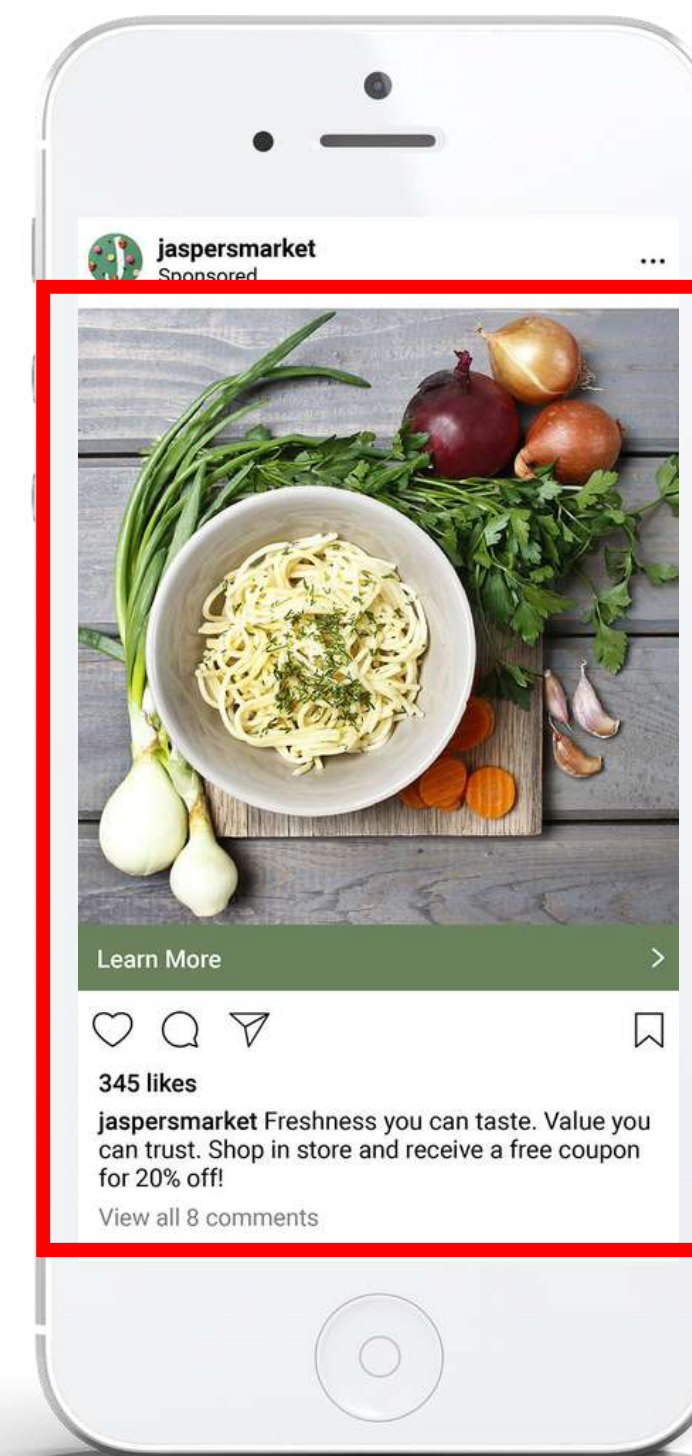 jaspersmarket
Sponsored
Learn More
345 likes
jaspersmarket Freshness you can taste. Value you
can trust. Shop in store and receive a free coupon
for 20% off!
View all 8 comments